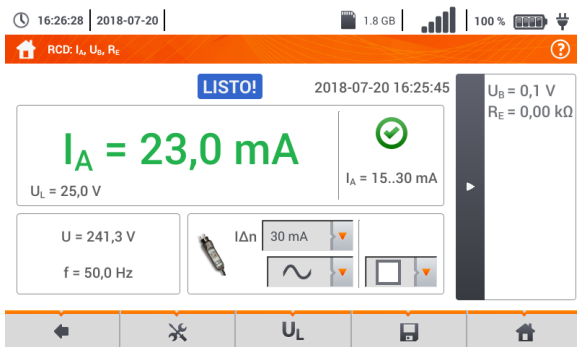 16:26:28 2018-07-20 1.8 GB 100 %
RCD: IA, UB, RE ?
LISTO! 2018-07-20 16:25:45
IA = 23,0 mA
UL = 25,0 V
IA = 15..30 mA
UB = 0,1 V
RE = 0,00 kΩ
U = 241,3 V
f = 50,0 Hz
IΔn 30 mA
UL